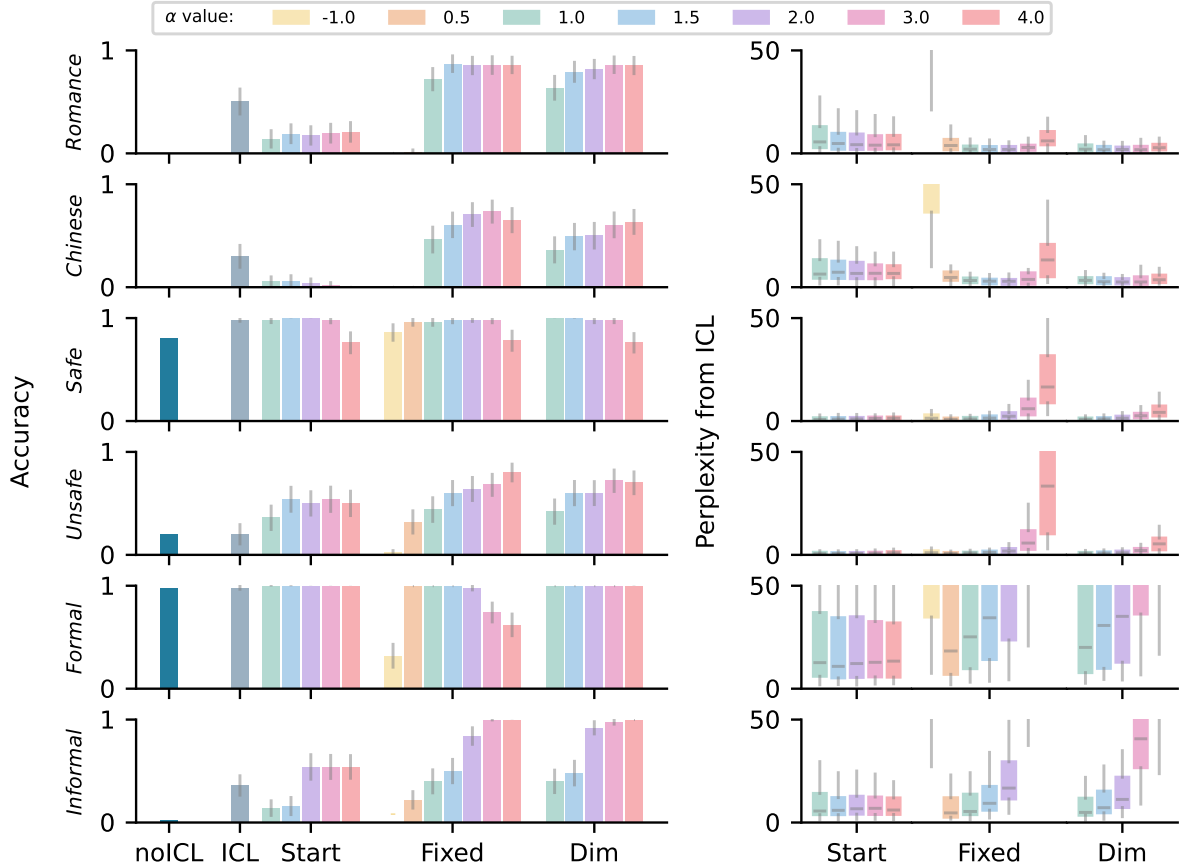 α value: -1.0 0.5 1.0 1.5 2.0 3.0 4.0
Accuracy
Romance
1
0
Chinese
1
0
Safe
1
0
Unsafe
1
0
Formal
1
0
Informal
1
0
noICL ICL Start Fixed Dim
Perplexity from ICL
50
0
50
0
50
0
50
0
50
0
50
0
Start Fixed Dim